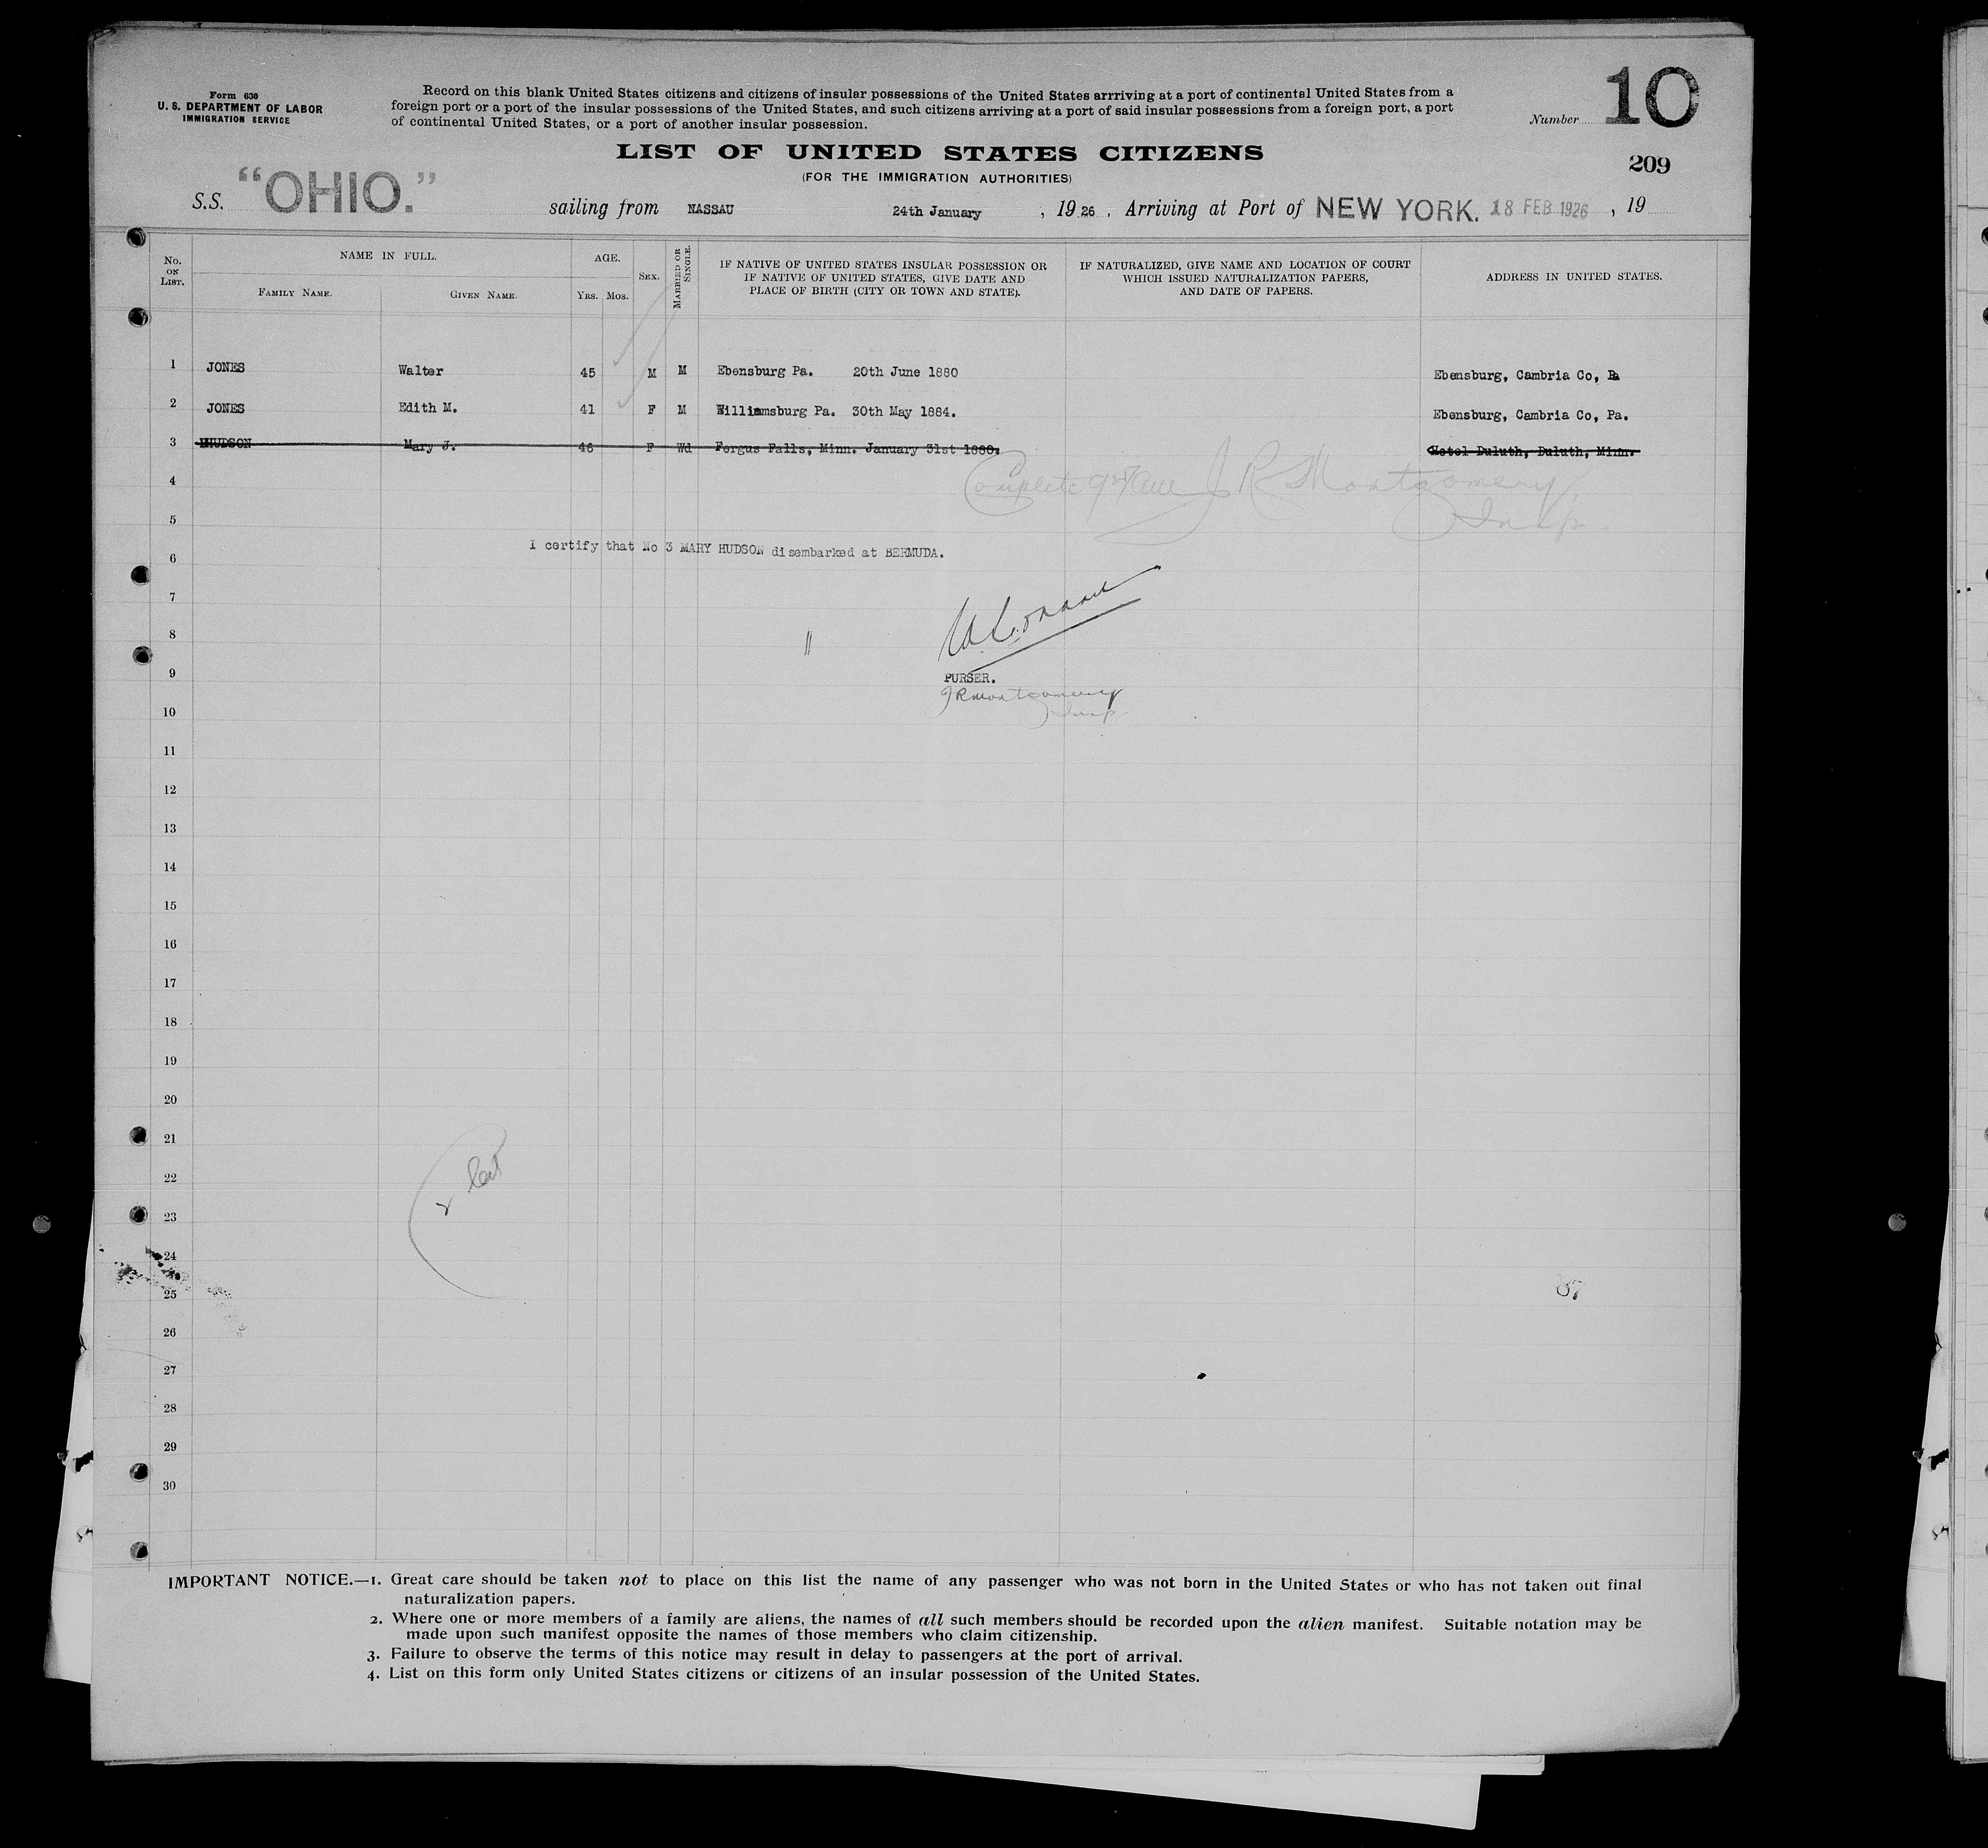 Form 630
U. S. DEPARTMENT OF LABOR
IMMIGRATION SERVICE
Record on this blank United States citizens and citizens of insular possessions of the United States arrriving at a port of continental United States from a
foreign port or a port of the insular possessions of the United States, and such citizens arriving at a port of said insular possessions from a foreign port, a port
of continental United States, or a port of another insular possession.
Number 10
LIST OF UNITED STATES CITIZENS
(FOR THE IMMIGRATION AUTHORITIES)
209
S.S. "OHIO." sailing from NASSAU 24th January , 19 26 , Arriving at Port of NEW YORK. 18 FEB 1926 , 19
No. ON LIST.
NAME IN FULL.
FAMILY NAME. GIVEN NAME.
AGE.
YRS. MOS.
SEX.
MARRIED OR SINGLE.
IF NATIVE OF UNITED STATES INSULAR POSSESSION OR
IF NATIVE OF UNITED STATES, GIVE DATE AND
PLACE OF BIRTH (CITY OR TOWN AND STATE).
IF NATURALIZED, GIVE NAME AND LOCATION OF COURT
WHICH ISSUED NATURALIZATION PAPERS,
AND DATE OF PAPERS.
ADDRESS IN UNITED STATES.
1 JONES Walter 45 M M Ebensburg Pa. 20th June 1880 Ebensburg, Cambria Co, Pa
2 JONES Edith M. 41 F M Williamsburg Pa. 30th May 1884. Ebensburg, Cambria Co, Pa.
3 HUDSON Mary J. 46 F Wd Fergus Falls, Minn. January 31st 1880. Hotel Duluth, Duluth, Minn.
4 Complete J R Montgomery
5 Insp.
I certify that No 3 MARY HUDSON disembarked at BERMUDA.
6
7
8
9 PURSER.
J R Montgomery
10 Insp
11
12
13
14
15
16
17
18
19
20
21
22
23
24
25
26
27
28
29
30
IMPORTANT NOTICE.—1. Great care should be taken not to place on this list the name of any passenger who was not born in the United States or who has not taken out final
naturalization papers.
2. Where one or more members of a family are aliens, the names of all such members should be recorded upon the alien manifest. Suitable notation may be
made upon such manifest opposite the names of those members who claim citizenship.
3. Failure to observe the terms of this notice may result in delay to passengers at the port of arrival.
4. List on this form only United States citizens or citizens of an insular possession of the United States.